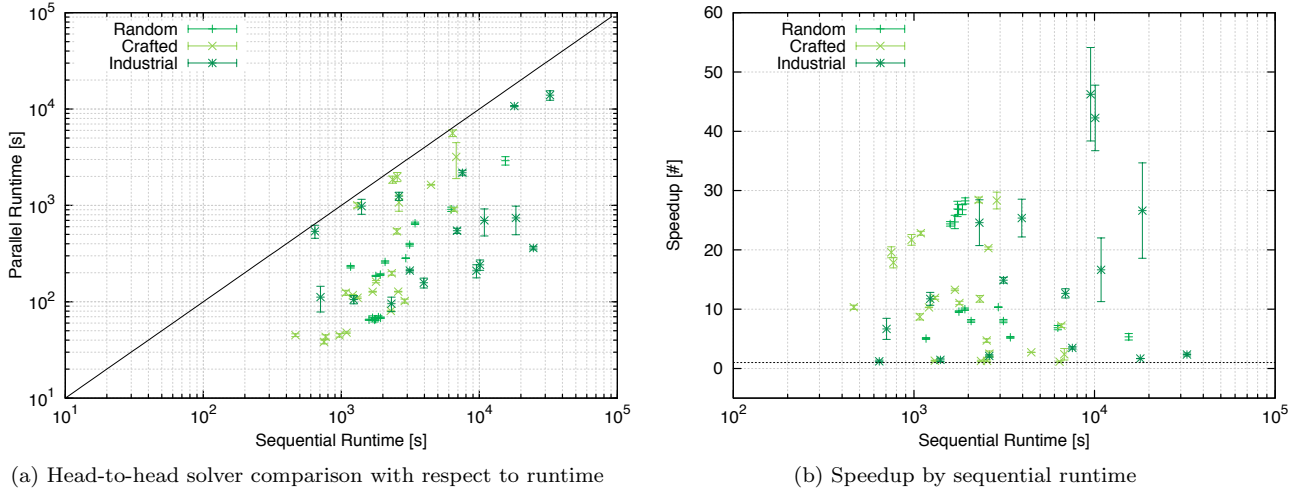 10^5
10^4
10^3
10^2
10^1
Parallel Runtime [s]
Random
Crafted
Industrial
10^1 10^2 10^3 10^4 10^5
Sequential Runtime [s]
(a) Head-to-head solver comparison with respect to runtime
60
50
40
30
20
10
0
Speedup [#]
Random
Crafted
Industrial
10^2 10^3 10^4 10^5
Sequential Runtime [s]
(b) Speedup by sequential runtime